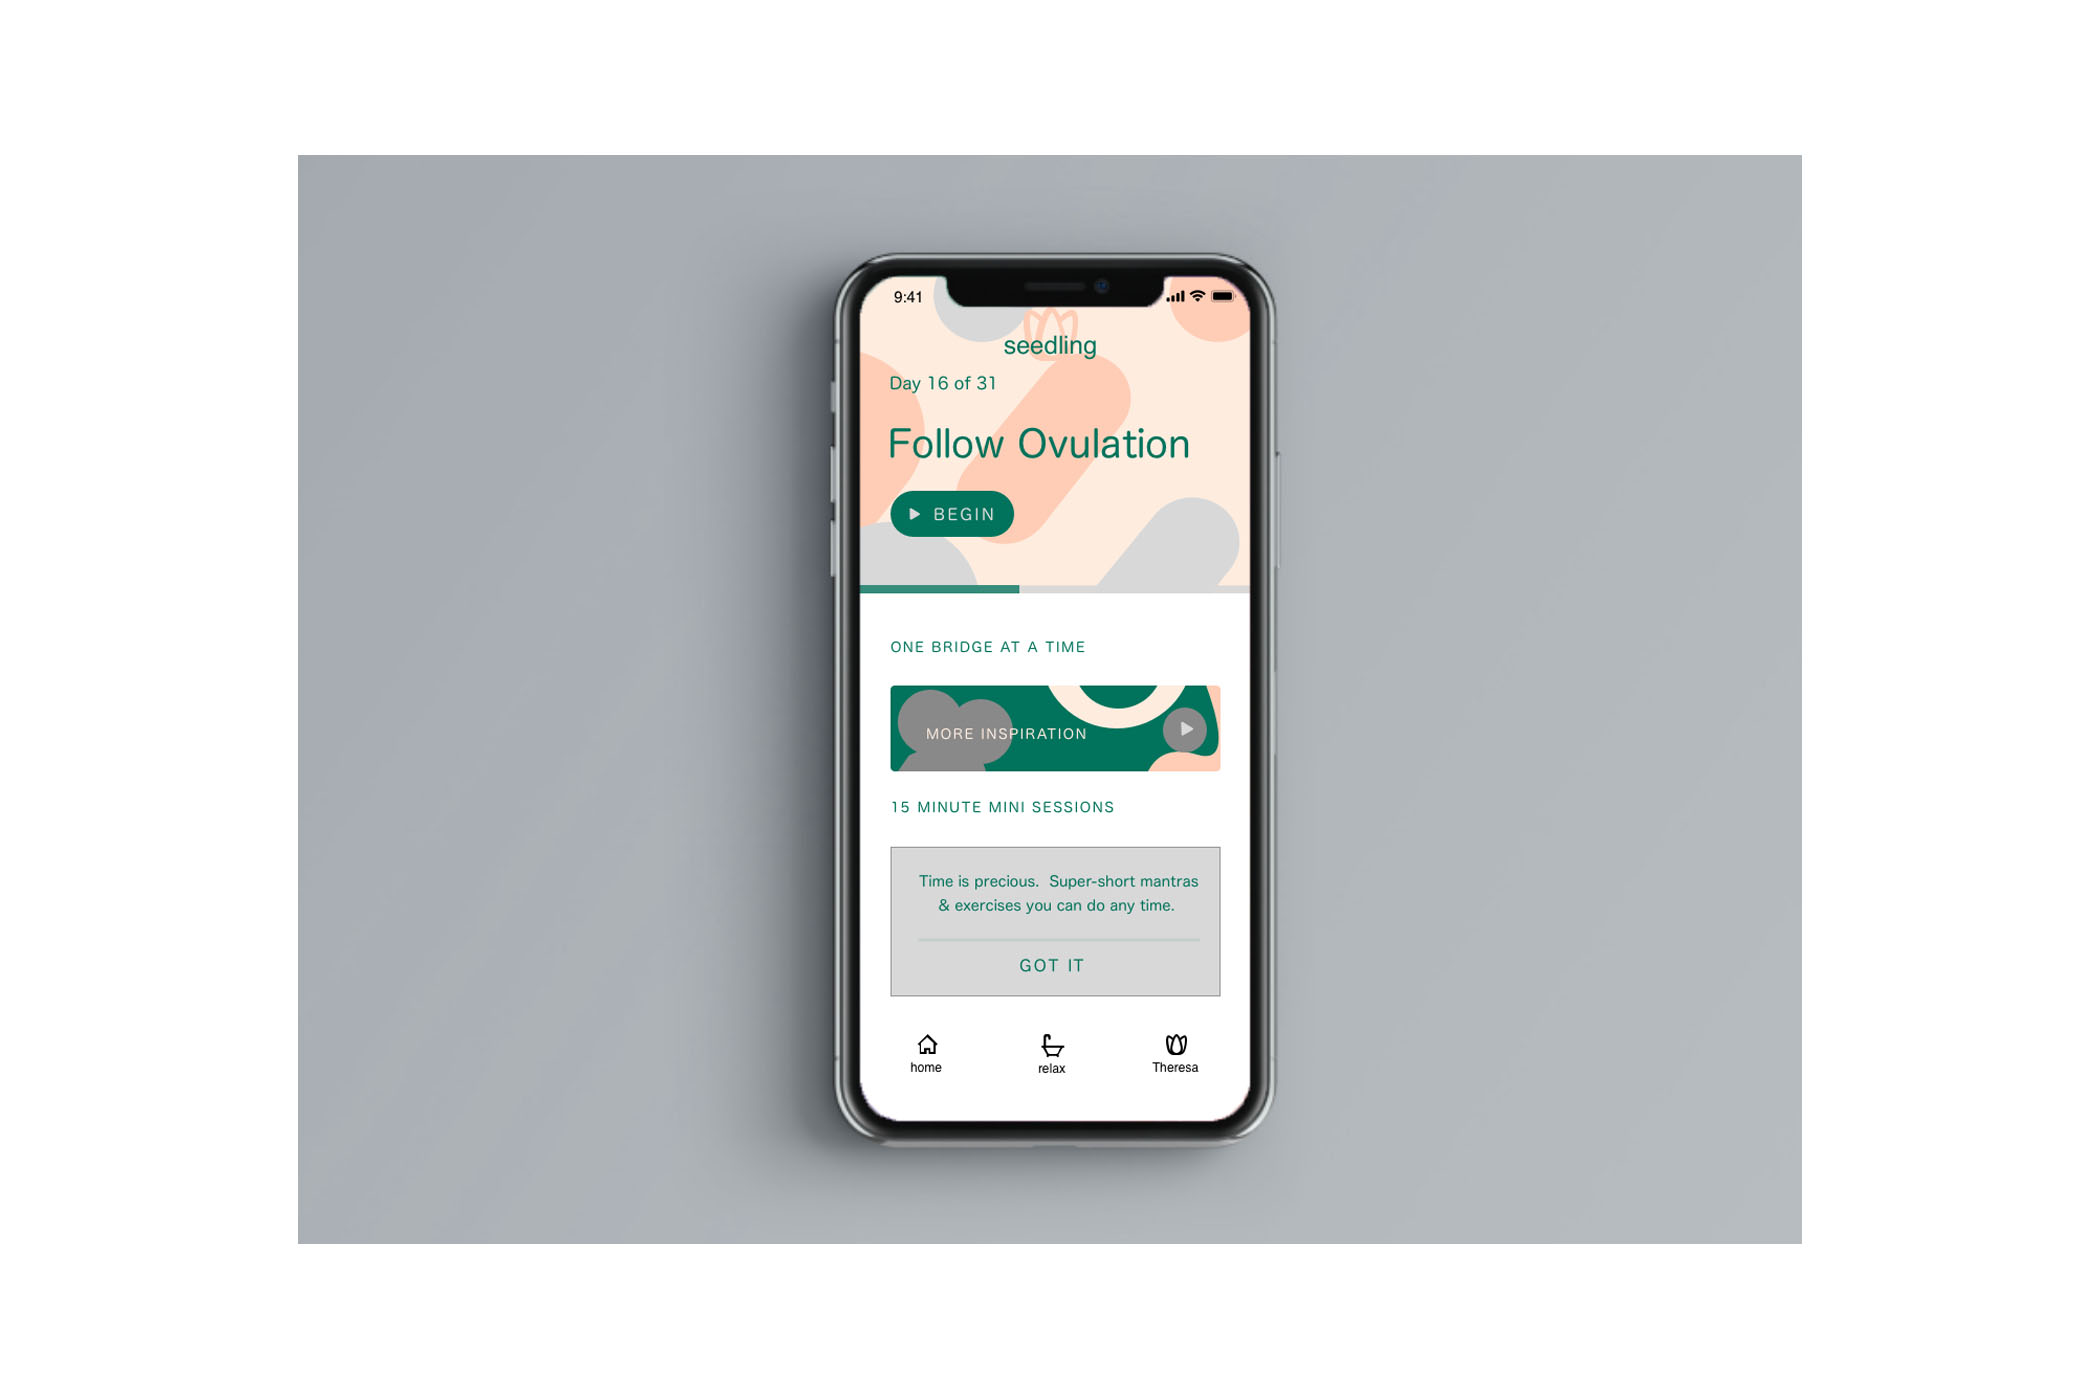 9:41
seedling
Day 16 of 31
Follow Ovulation
BEGIN
ONE BRIDGE AT A TIME
MORE INSPIRATION
15 MINUTE MINI SESSIONS
Time is precious.  Super-short mantras
& exercises you can do any time.
GOT IT
home
relax
Theresa